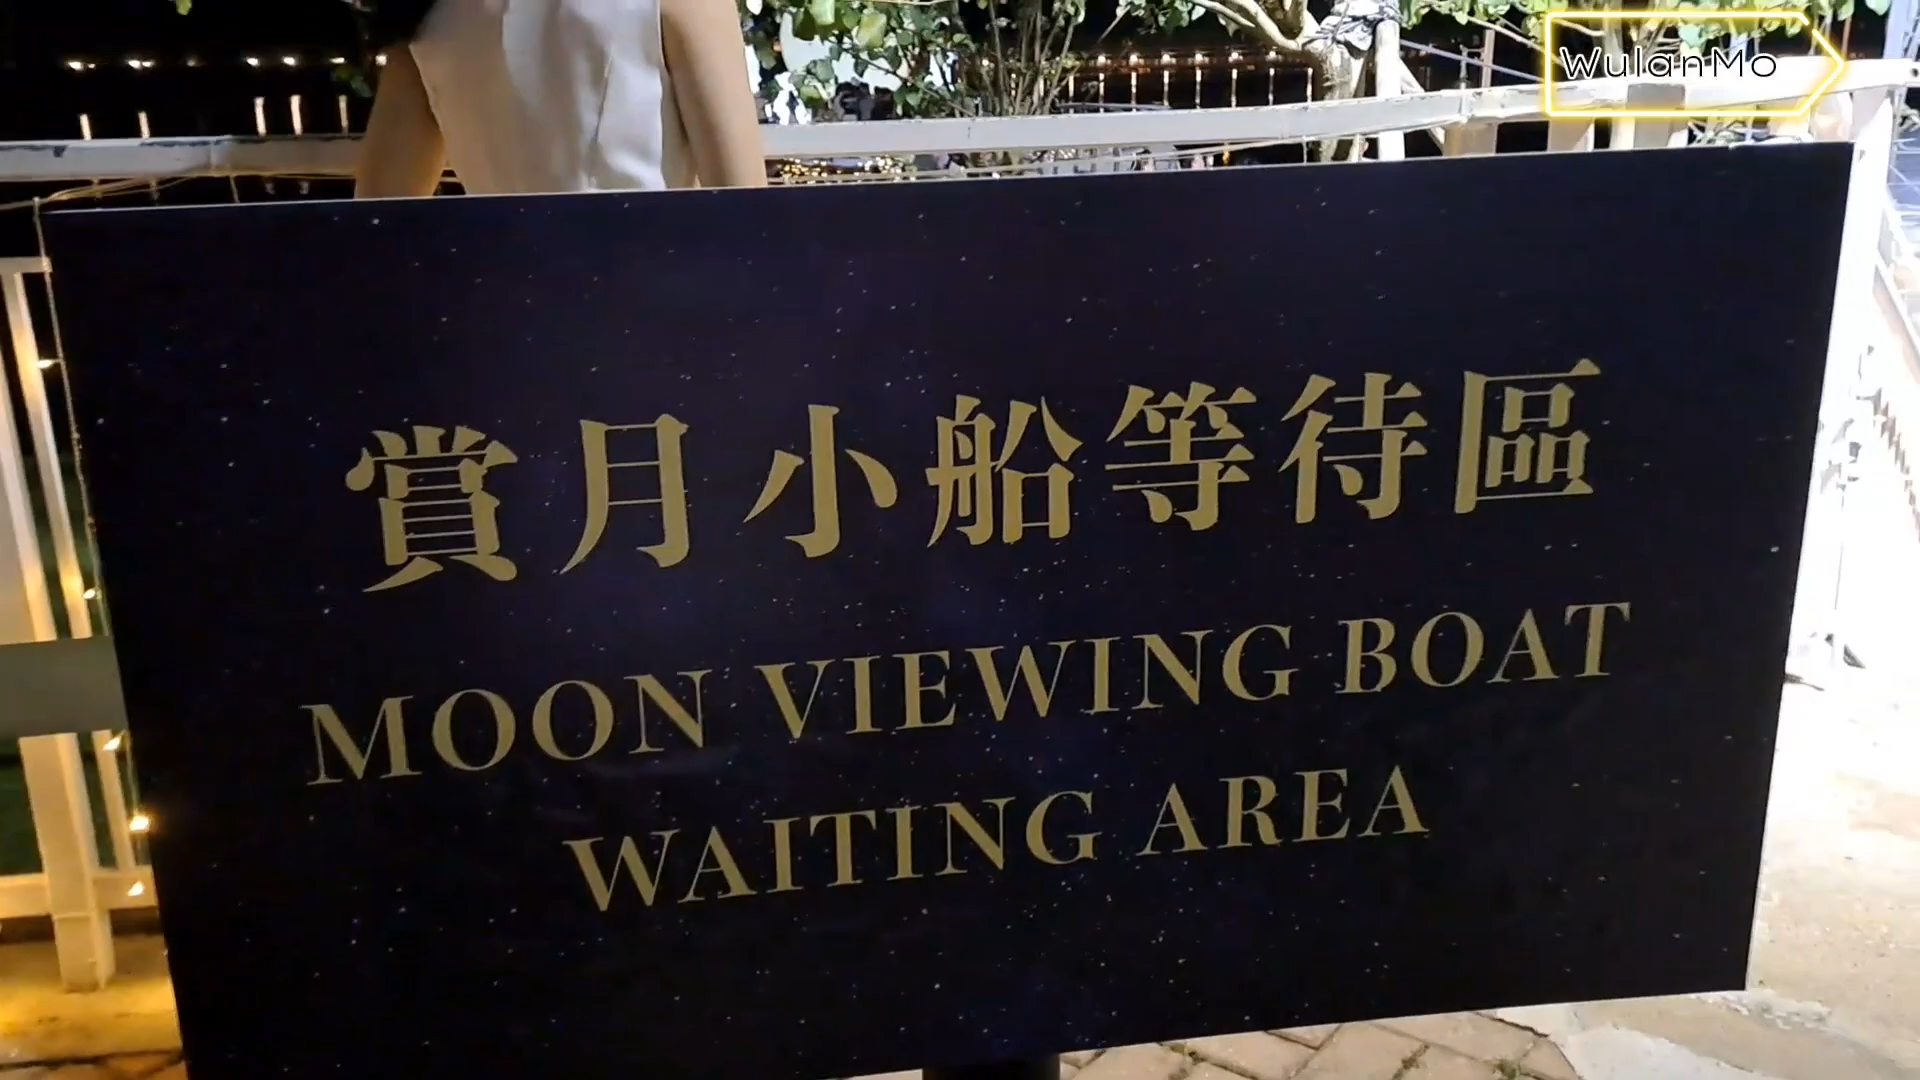 WulanMo
賞月小船等待區
MOON VIEWING BOAT
WAITING AREA